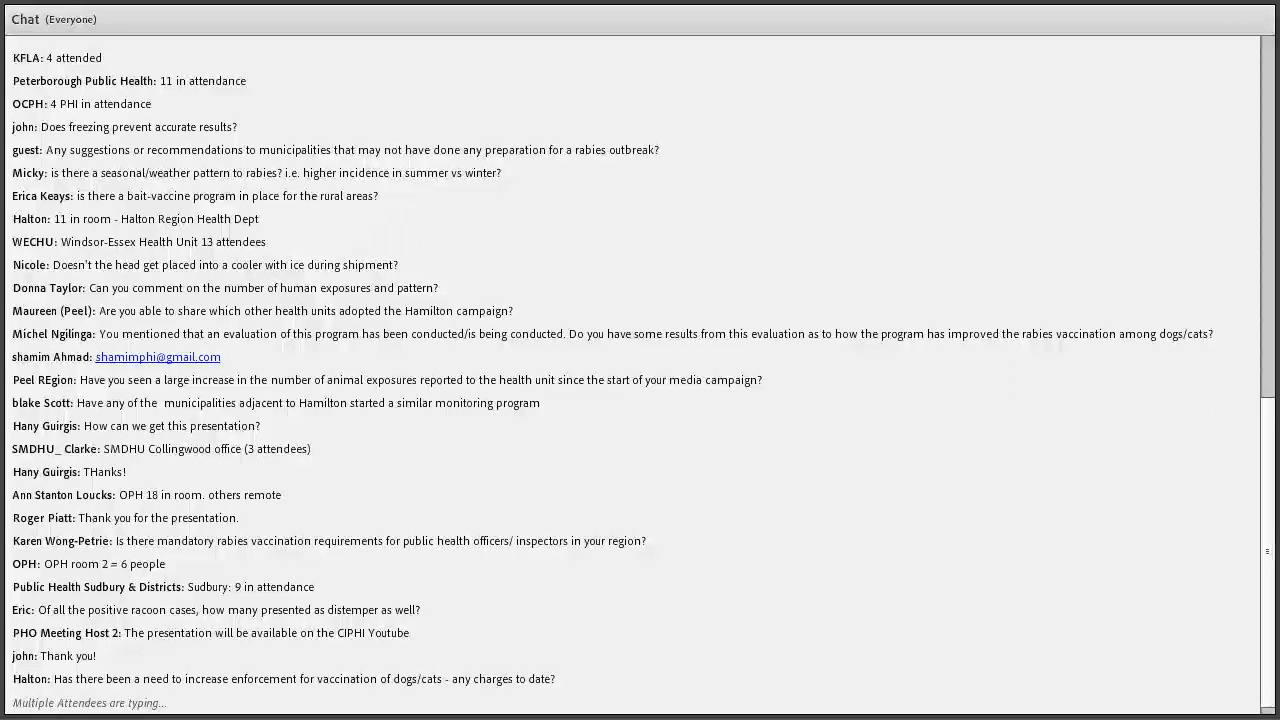 Chat (Everyone)
KFLA: 4 attended
Peterborough Public Health: 11 in attendance
OCPH: 4 PHI in attendance
john: Does freezing prevent accurate results?
guest: Any suggestions or recommendations to municipalities that may not have done any preparation for a rabies outbreak?
Micky: is there a seasonal/weather pattern to rabies? i.e. higher incidence in summer vs winter?
Erica Keays: is there a bait-vaccine program in place for the rural areas?
Halton: 11 in room - Halton Region Health Dept
WECHU: Windsor-Essex Health Unit 13 attendees
Nicole: Doesn't the head get placed into a cooler with ice during shipment?
Donna Taylor: Can you comment on the number of human exposures and pattern?
Maureen (Peel): Are you able to share which other health units adopted the Hamilton campaign?
Michel Ngilinga: You mentioned that an evaluation of this program has been conducted/is being conducted. Do you have some results from this evaluation as to how the program has improved the rabies vaccination among dogs/cats?
shamim Ahmad: shamimphi@gmail.com
Peel REgion: Have you seen a large increase in the number of animal exposures reported to the health unit since the start of your media campaign?
blake Scott: Have any of the  municipalities adjacent to Hamilton started a similar monitoring program
Hany Guirgis: How can we get this presentation?
SMDHU_ Clarke: SMDHU Collingwood office (3 attendees)
Hany Guirgis: THanks!
Ann Stanton Loucks: OPH 18 in room. others remote
Roger Piatt: Thank you for the presentation.
Karen Wong-Petrie: Is there mandatory rabies vaccination requirements for public health officers/ inspectors in your region?
OPH: OPH room 2 = 6 people
Public Health Sudbury & Districts: Sudbury: 9 in attendance
Eric: Of all the positive racoon cases, how many presented as distemper as well?
PHO Meeting Host 2: The presentation will be available on the CIPHI Youtube
john: Thank you!
Halton: Has there been a need to increase enforcement for vaccination of dogs/cats - any charges to date?
Multiple Attendees are typing...